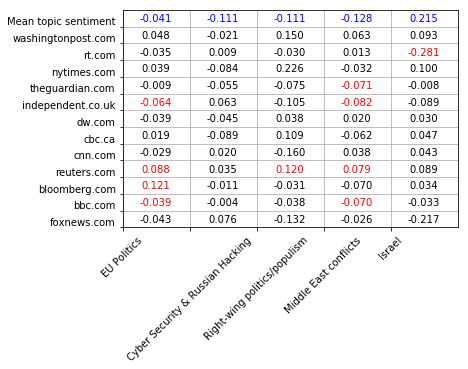 Mean topic sentiment -0.041 -0.111 -0.111 -0.128 0.215
washingtonpost.com 0.048 -0.021 0.150 0.063 0.093
rt.com -0.035 0.009 -0.030 0.013 -0.281
nytimes.com 0.039 -0.084 0.226 -0.032 0.100
theguardian.com -0.009 -0.055 -0.075 -0.071 -0.008
independent.co.uk -0.064 0.063 -0.105 -0.082 -0.089
dw.com -0.039 -0.045 0.038 0.020 0.030
cbc.ca 0.019 -0.089 0.109 -0.062 0.047
cnn.com -0.029 0.020 -0.160 0.038 0.043
reuters.com 0.088 0.035 0.120 0.079 0.089
bloomberg.com 0.121 -0.011 -0.031 -0.070 0.034
bbc.com -0.039 -0.004 -0.038 -0.070 -0.033
foxnews.com -0.043 0.076 -0.132 -0.026 -0.217
EU Politics
Cyber Security & Russian Hacking
Right-wing politics/populism
Middle East conflicts
Israel